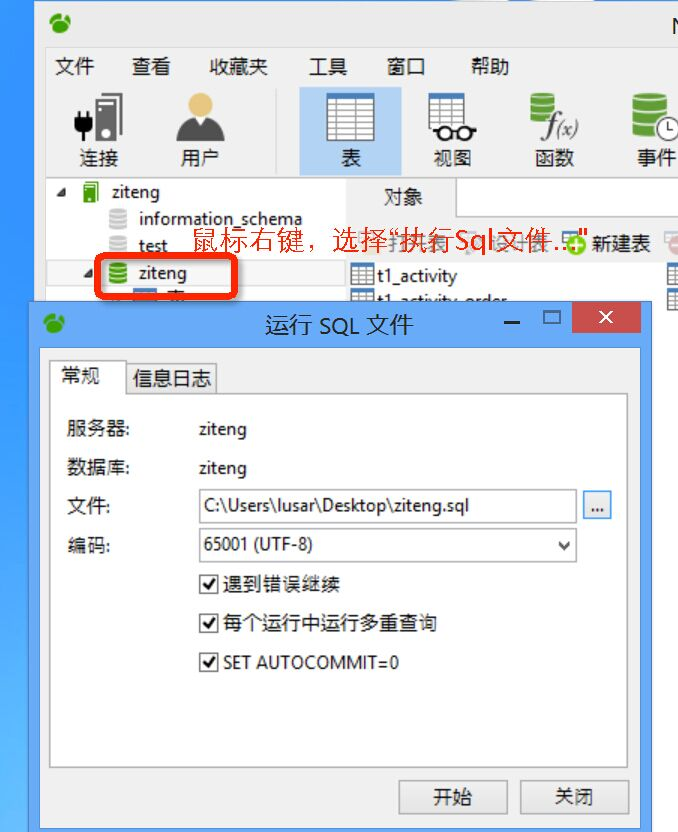 N
文件 查看 收藏夹 工具 窗口 帮助
连接 用户 表 视图 函数 f(x) 事件
ziteng 对象
information_schema
test 鼠标右键，选择“执行Sql文件..." 新建表
ziteng t1_activity
表 t1_activity_order
运行 SQL 文件
常规 信息日志
服务器: ziteng
数据库: ziteng
文件: C:\Users\lusar\Desktop\ziteng.sql ...
编码: 65001 (UTF-8)
遇到错误继续
每个运行中运行多重查询
SET AUTOCOMMIT=0
开始 关闭